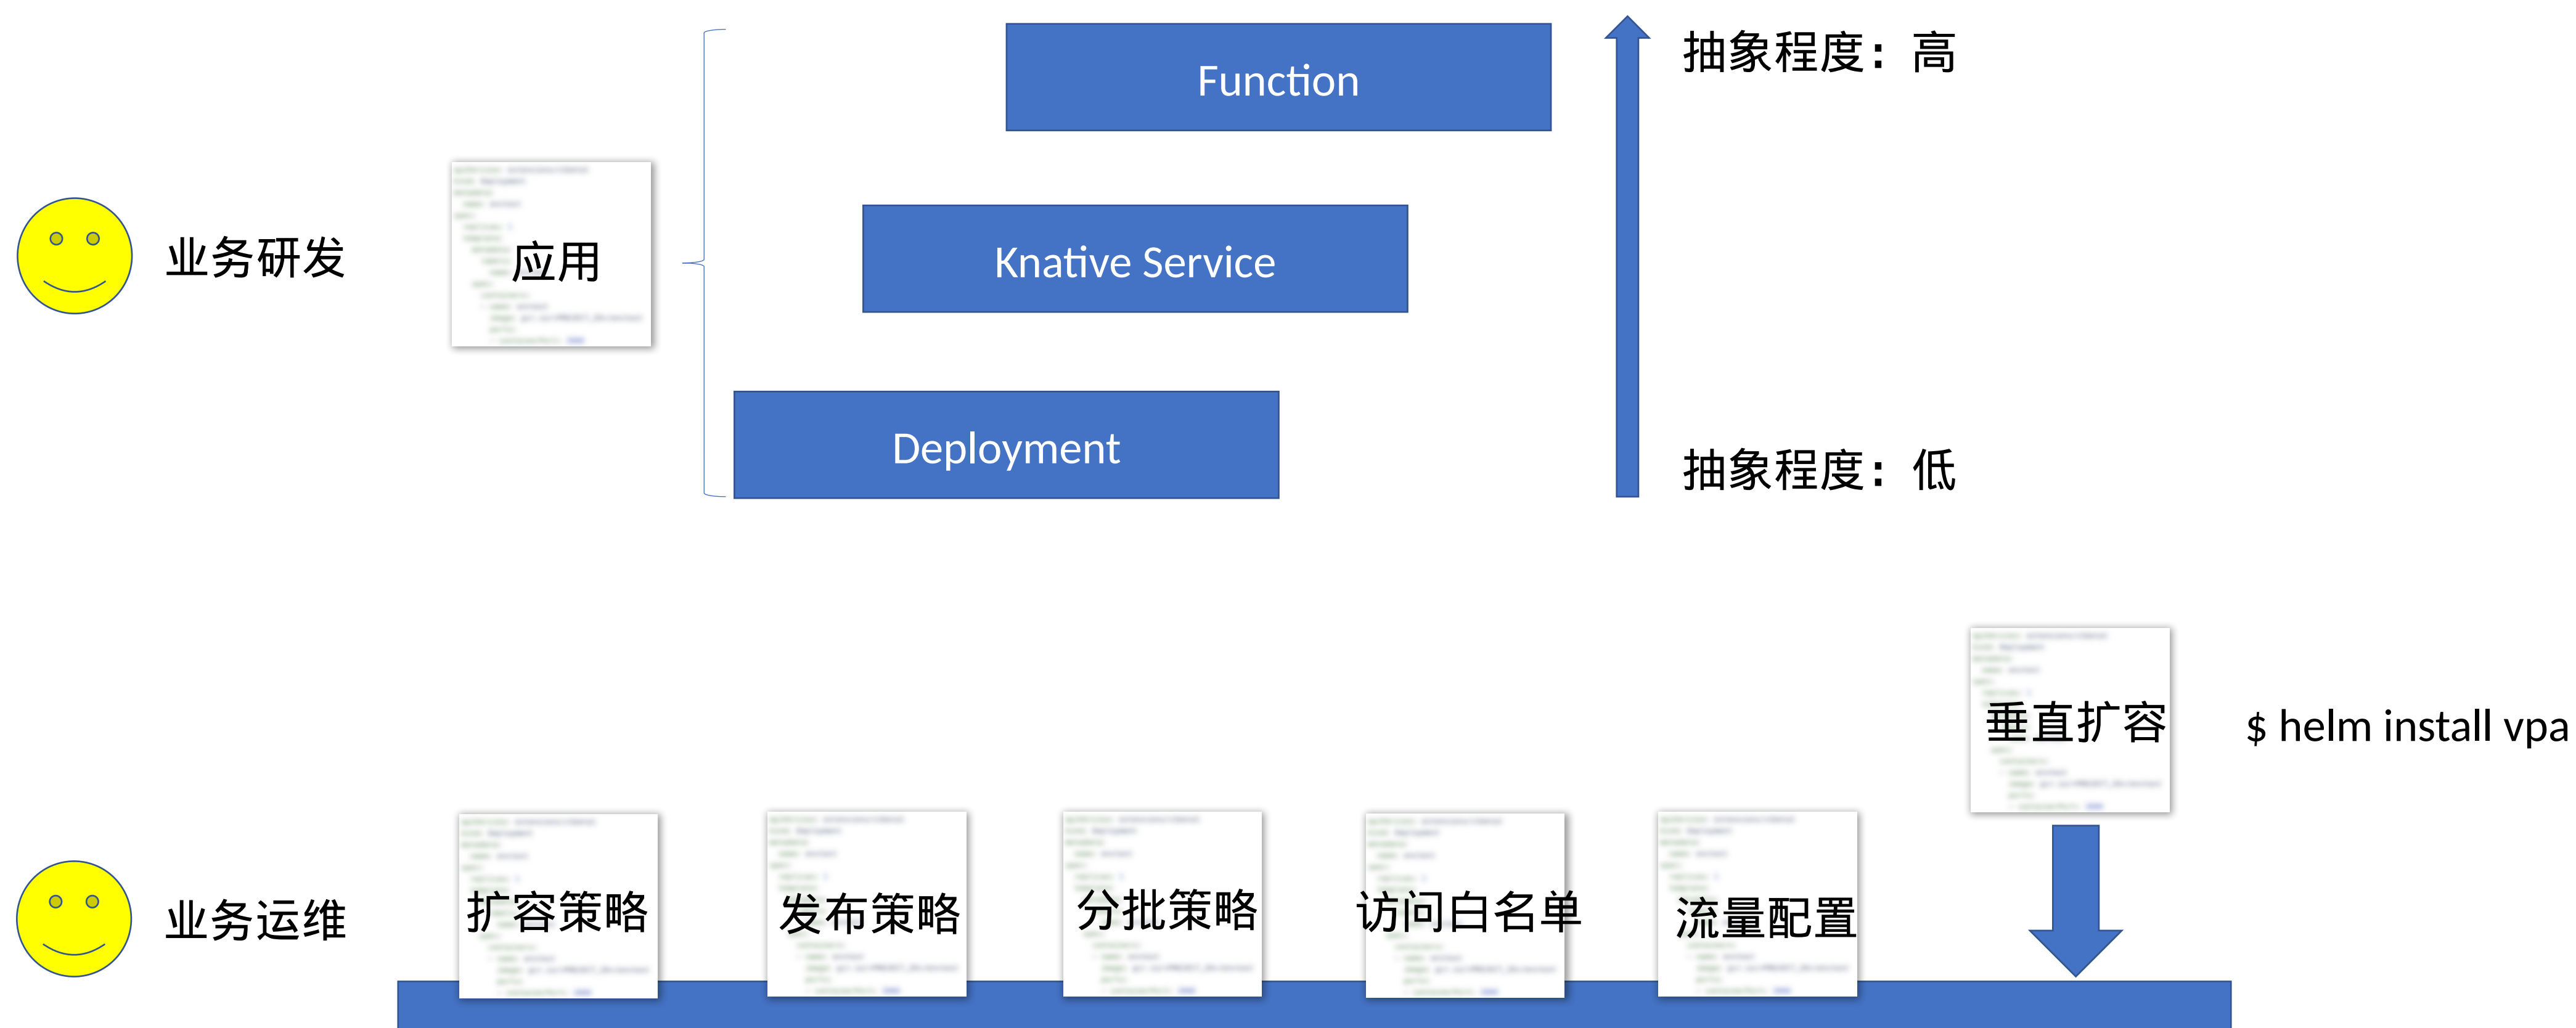 Function
抽象程度：高
业务研发
应用
Knative Service
Deployment
抽象程度：低
垂直扩容
$ helm install vpa
业务运维
扩容策略
发布策略
分批策略
访问白名单
流量配置